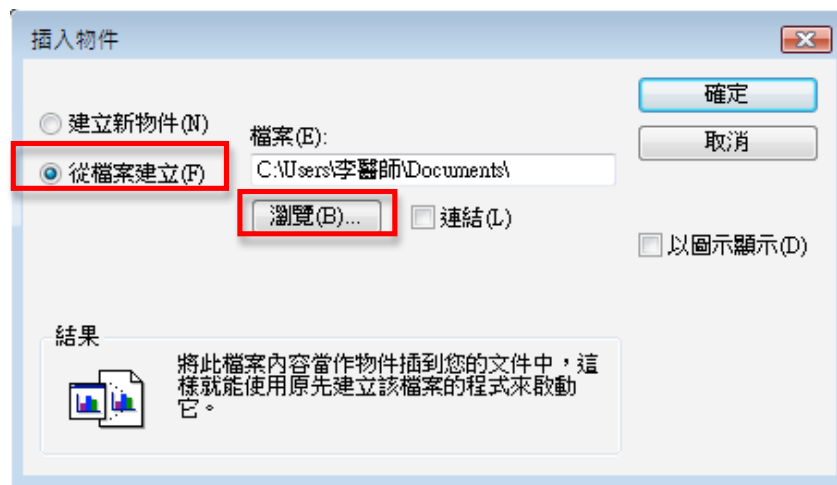 插入物件
建立新物件(N)
從檔案建立(F)
檔案(E):
C:\Users\李醫師\Documents\
瀏覽(B)...
連結(L)
確定
取消
以圖示顯示(D)
結果
將此檔案內容當作物件插到您的文件中，這
樣就能使用原先建立該檔案的程式來啟動
它。